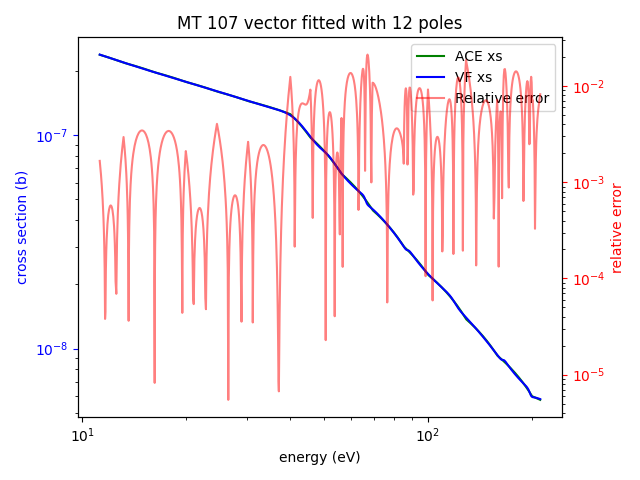 MT 107 vector fitted with 12 poles
ACE xs
VF xs
Relative error
cross section (b)
10⁻⁷
10⁻⁸
10⁻²
10⁻³
10⁻⁴
10⁻⁵
relative error
10¹
10²
energy (eV)